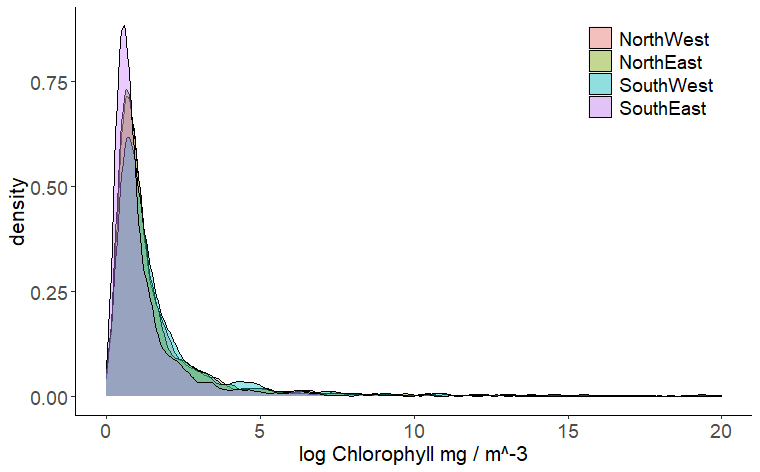 NorthWest
NorthEast
SouthWest
SouthEast
density
0.75
0.50
0.25
0.00
0 5 10 15 20
log Chlorophyll mg / m^-3